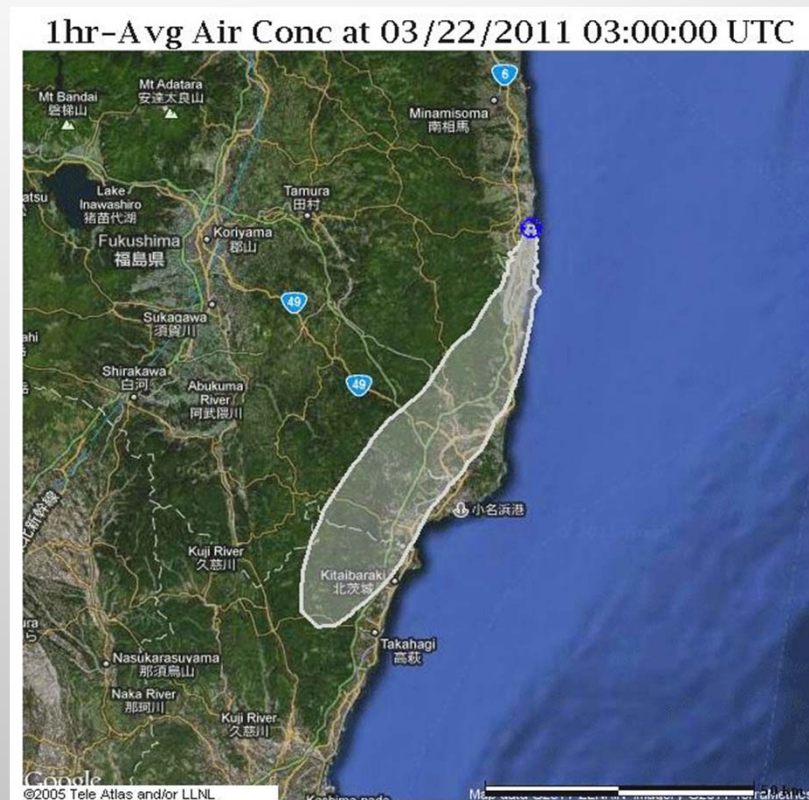 1hr-Avg Air Conc at 03/22/2011 03:00:00 UTC
6
Mt Bandai
磐梯山
Mt Adatara
安達太良山
Minamisoma
南相馬
Lake
Inawashiro
猪苗代湖
Tamura
田村
Koriyama
郡山
Fukushima
福島県
49
Sukagawa
須賀川
Shirakawa
白河
49
Abukuma
River
阿武隈川
小名浜港
Kuji River
久慈川
Kitaibaraki
北茨城
Takahagi
高萩
Nasukarasuyama
那須烏山
Naka River
那珂川
Kuji River
久慈川
Google
©2005 Tele Atlas and/or LLNL
Map data